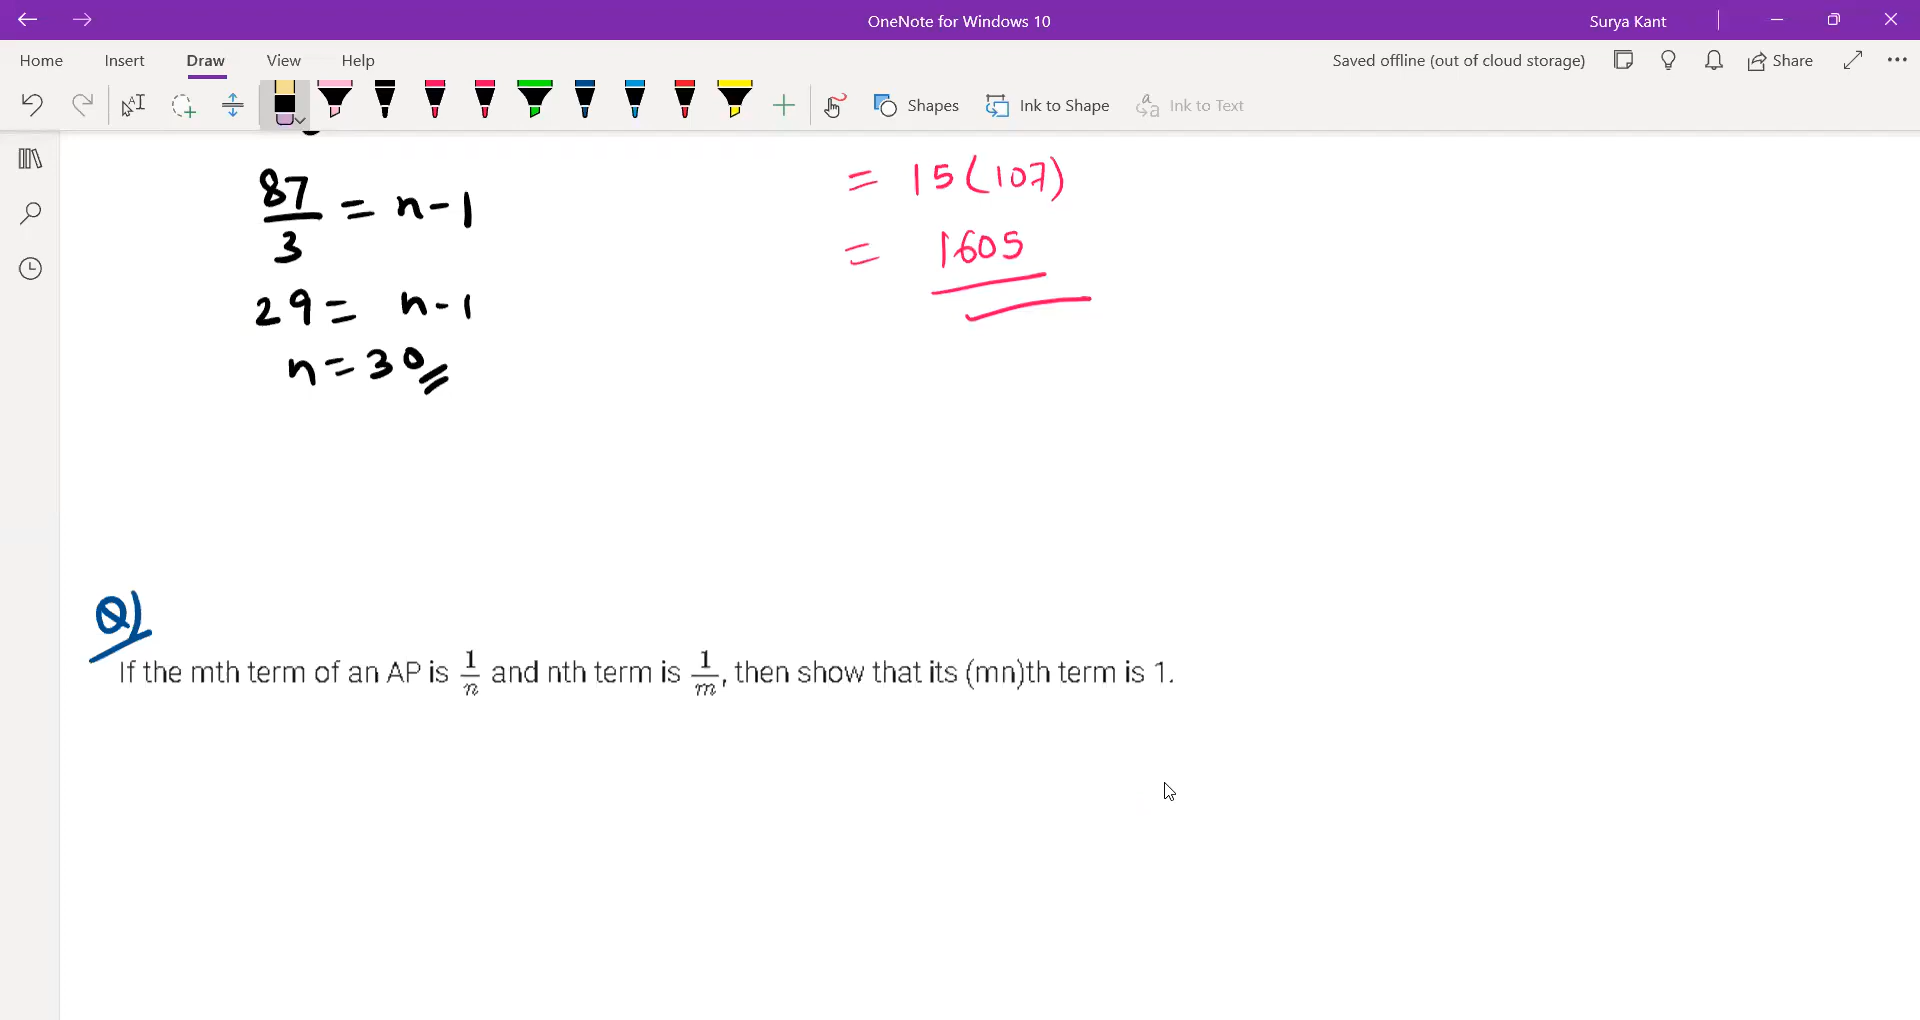 OneNote for Windows 10
Surya Kant
Home Insert Draw View Help
Saved offline (out of cloud storage)
Share
Shapes
Ink to Shape
Ink to Text
87/3 = n-1
29 = n-1
n = 30
= 15(107)
= 1605
Q)
If the mth term of an AP is 1/n and nth term is 1/m, then show that its (mn)th term is 1.